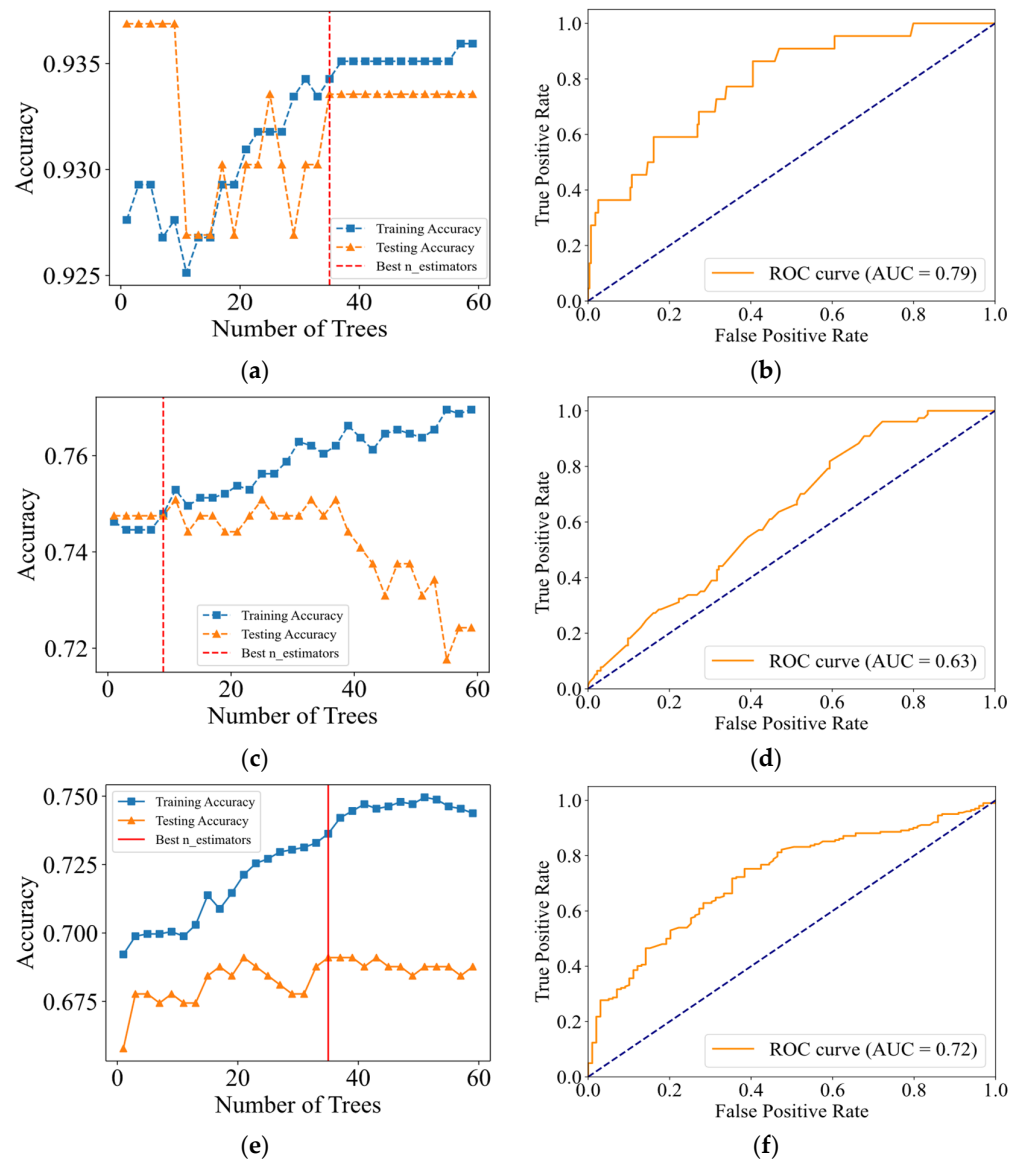 0.935
0.930
0.925
Accuracy
0 20 40 60
Number of Trees
Training Accuracy
Testing Accuracy
Best n_estimators
(a)
1.0
0.8
0.6
0.4
0.2
0.0
True Positive Rate
0.0 0.2 0.4 0.6 0.8 1.0
False Positive Rate
ROC curve (AUC = 0.79)
(b)
0.76
0.74
0.72
Accuracy
0 20 40 60
Number of Trees
Training Accuracy
Testing Accuracy
Best n_estimators
(c)
1.0
0.8
0.6
0.4
0.2
0.0
True Positive Rate
0.0 0.2 0.4 0.6 0.8 1.0
False Positive Rate
ROC curve (AUC = 0.63)
(d)
0.750
0.725
0.700
0.675
Accuracy
0 20 40 60
Number of Trees
Training Accuracy
Testing Accuracy
Best n_estimators
(e)
1.0
0.8
0.6
0.4
0.2
0.0
True Positive Rate
0.0 0.2 0.4 0.6 0.8 1.0
False Positive Rate
ROC curve (AUC = 0.72)
(f)